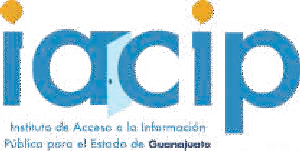 iacip
Instituto de Acceso a la Información
Pública para el Estado de Guanajuato